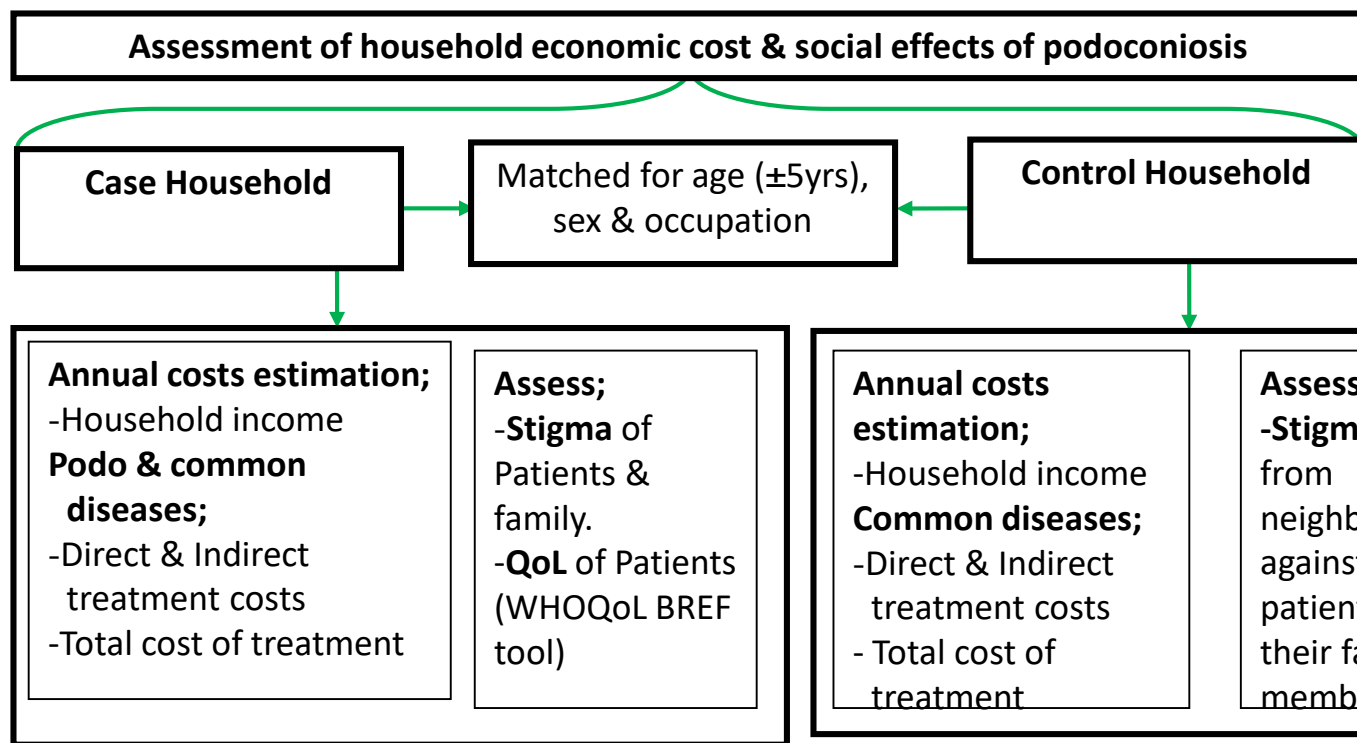 Assessment of household economic cost & social effects of podoconiosis
Case Household
Matched for age (±5yrs),
sex & occupation
Control Household
Annual costs estimation;
-Household income
Podo & common
diseases;
-Direct & Indirect
treatment costs
-Total cost of treatment
Assess;
-Stigma of
Patients &
family.
-QoL of Patients
(WHOQoL BREF
tool)
Annual costs
estimation;
-Household income
Common diseases;
-Direct & Indirect
treatment costs
- Total cost of
treatment
Assess
from
their